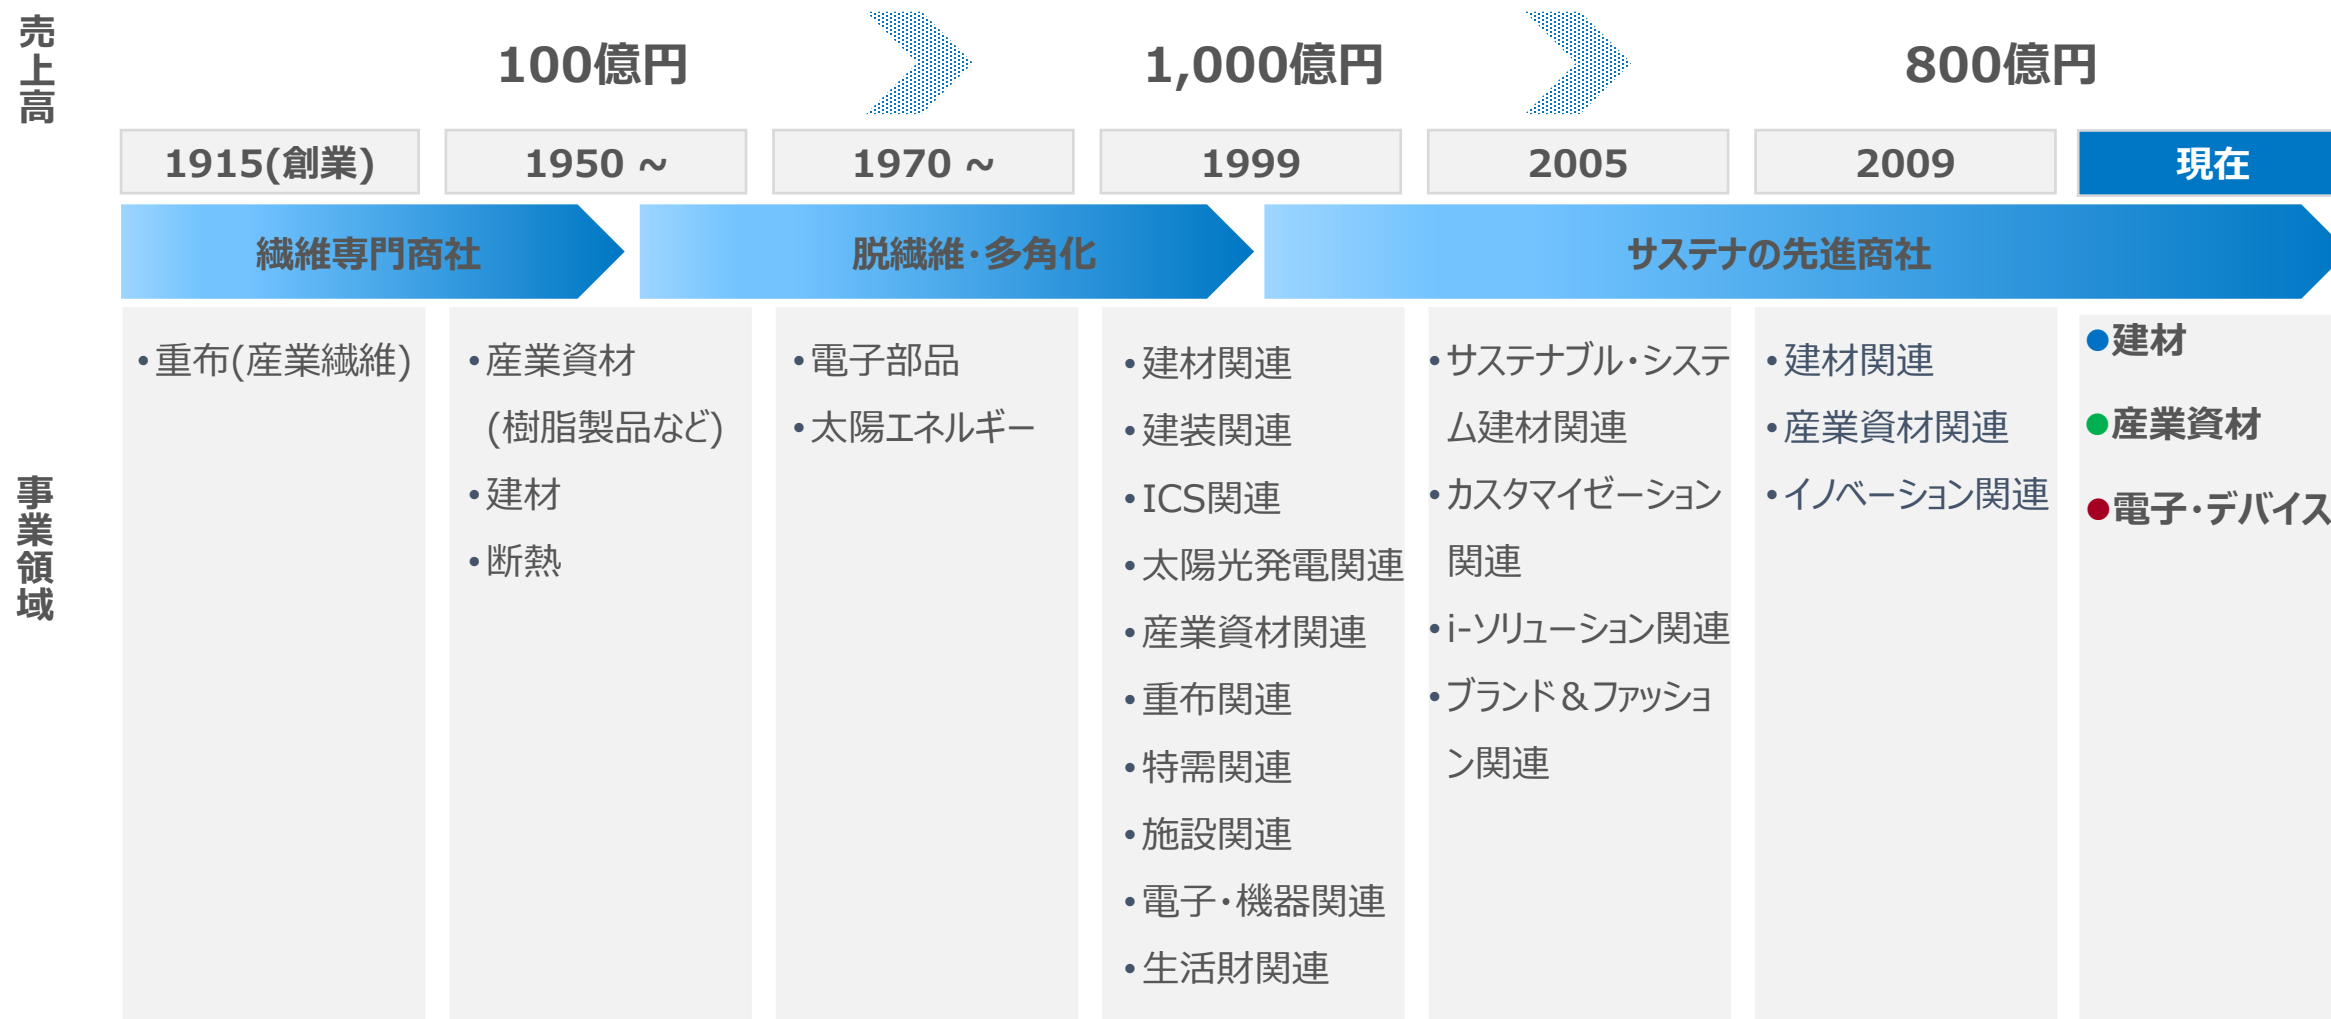 売上高
100億円
1,000億円
800億円
1915(創業)
1950 ~
1970 ~
1999
2005
2009
現在
繊維専門商社
脱繊維・多角化
サステナの先進商社
事業領域
•重布(産業繊維)
•産業資材
(樹脂製品など)
•建材
•断熱
•電子部品
•太陽エネルギー
•建材関連
•建装関連
•ICS関連
•太陽光発電関連
•産業資材関連
•重布関連
•特需関連
•施設関連
•電子・機器関連
•生活財関連
•サステナブル・システ
ム建材関連
•カスタマイゼーション
関連
•i-ソリューション関連
•ブランド＆ファッショ
ン関連
•建材関連
•産業資材関連
•イノベーション関連
●建材
●産業資材
●電子・デバイス